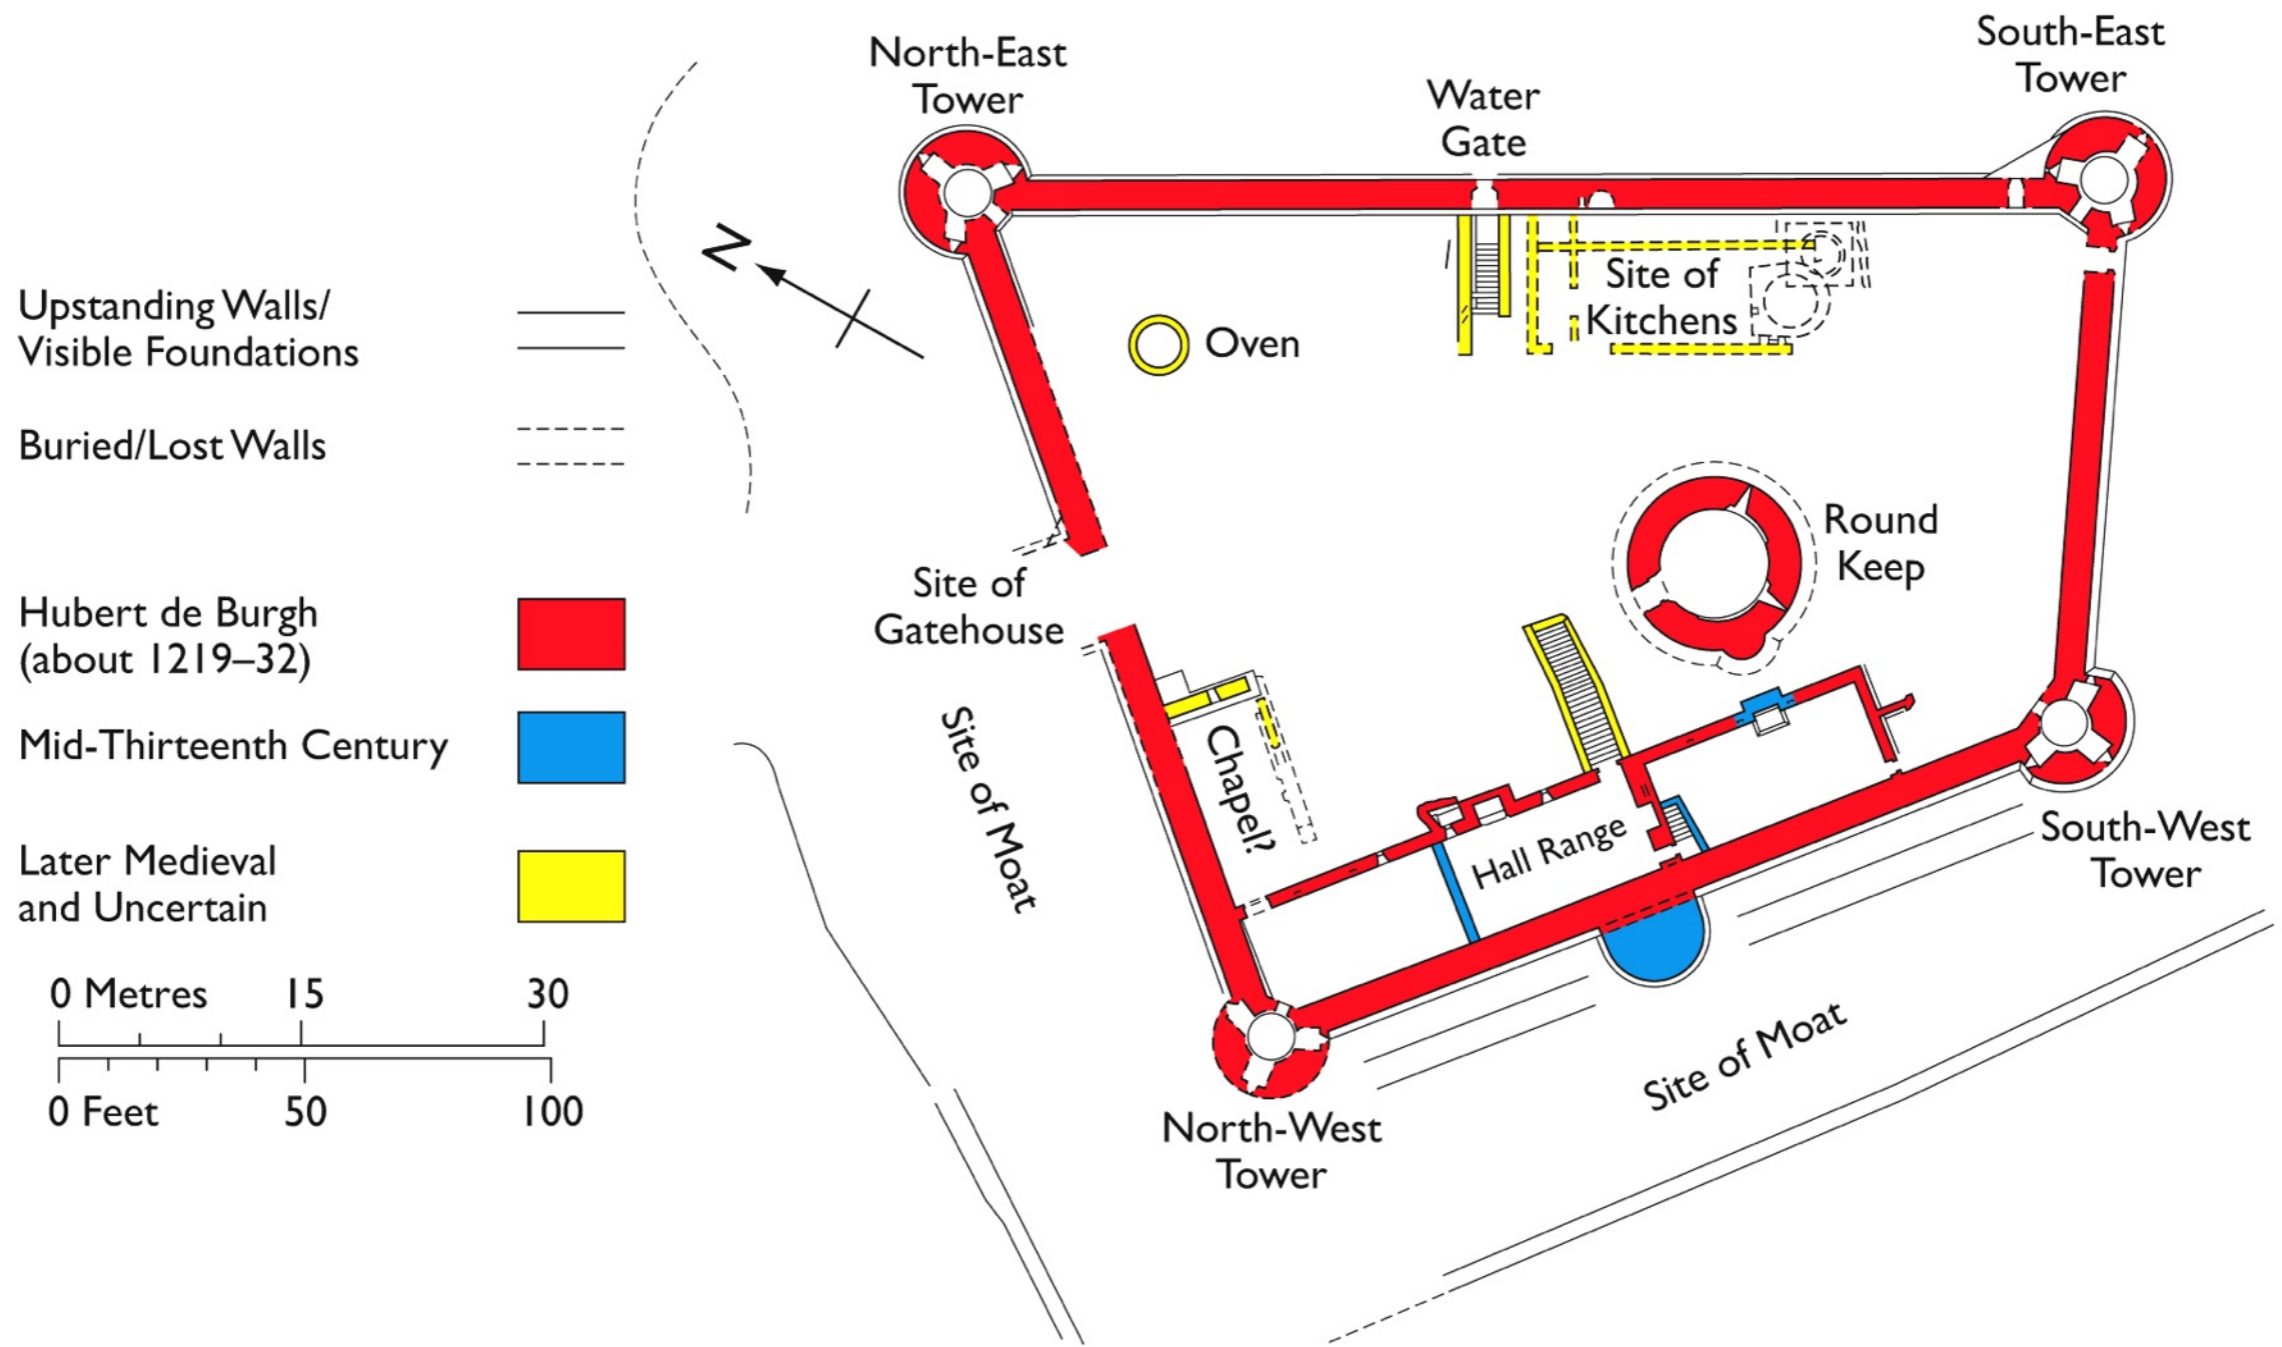 North-East
Tower
South-East
Tower
Water
Gate
N
Upstanding Walls/
Visible Foundations
Oven
Site of
Kitchens
Buried/Lost Walls
Round
Keep
Site of
Gatehouse
Hubert de Burgh
(about 1219–32)
Mid-Thirteenth Century
Site of Moat
Chapel?
Hall Range
South-West
Tower
Later Medieval
and Uncertain
0 Metres 15 30
0 Feet 50 100
Site of Moat
North-West
Tower